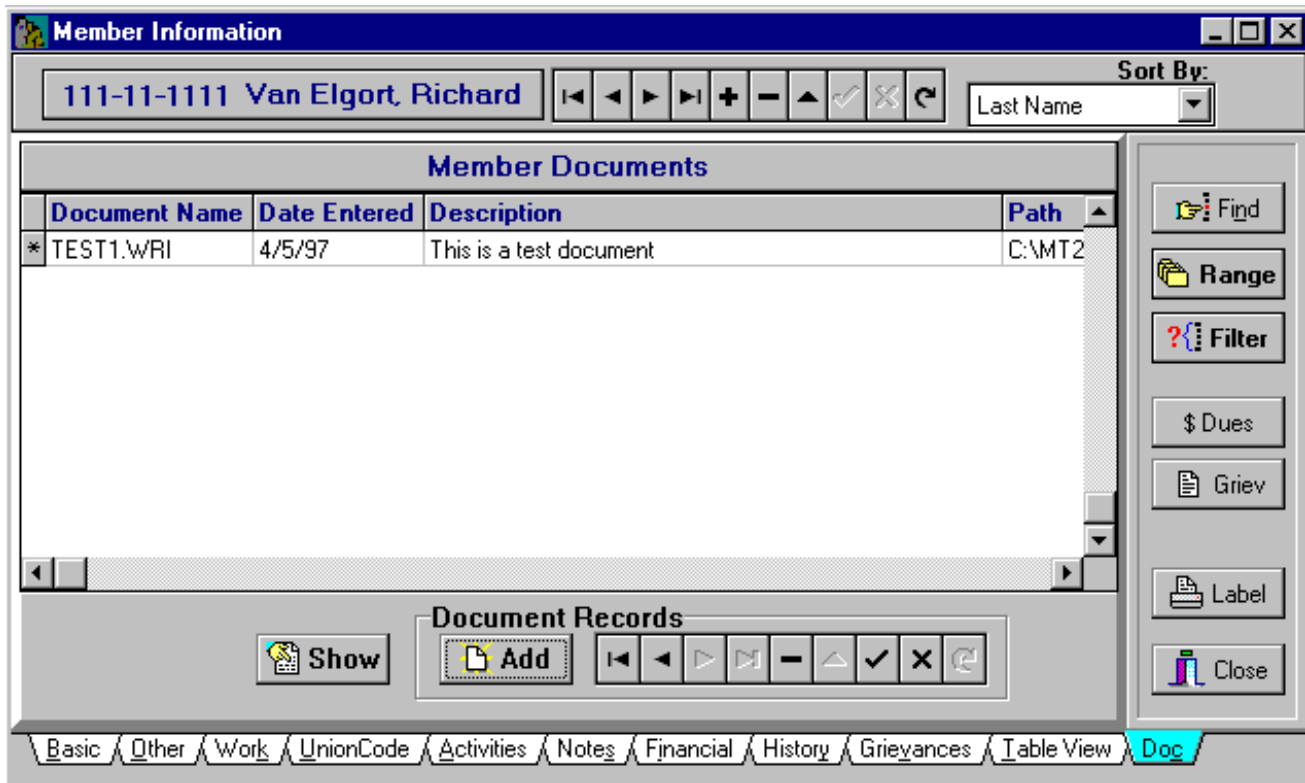 Member Information
Sort By:
111-11-1111 Van Elgort, Richard
Last Name
Member Documents
Document Name Date Entered Description Path
* TEST1.WRI 4/5/97 This is a test document C:\MT2
Find
Range
?{ Filter
$ Dues
Griev
Label
Close
Document Records
Show Add
Basic Other Work UnionCode Activities Notes Financial History Grievances Table View Doc